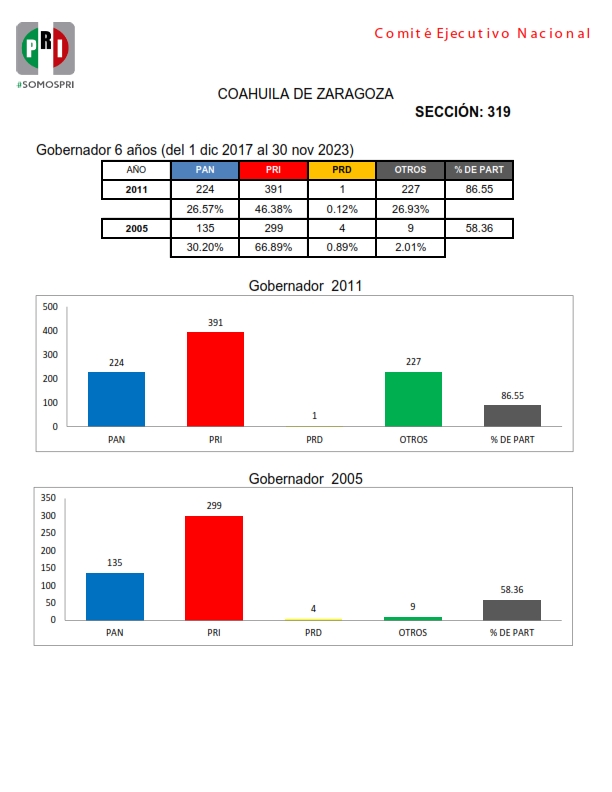 Comité Ejecutivo Nacional
PRI
#SOMOSPRI
COAHUILA DE ZARAGOZA
SECCIÓN: 319
Gobernador 6 años (del 1 dic 2017 al 30 nov 2023)
AÑO PAN PRI PRD OTROS % DE PART
2011 224 391 1 227 86.55
26.57% 46.38% 0.12% 26.93%
2005 135 299 4 9 58.36
30.20% 66.89% 0.89% 2.01%
Gobernador 2011
500
400
300
200
100
0
224
391
1
227
86.55
PAN PRI PRD OTROS % DE PART
Gobernador 2005
350
300
250
200
150
100
50
0
135
299
4
9
58.36
PAN PRI PRD OTROS % DE PART